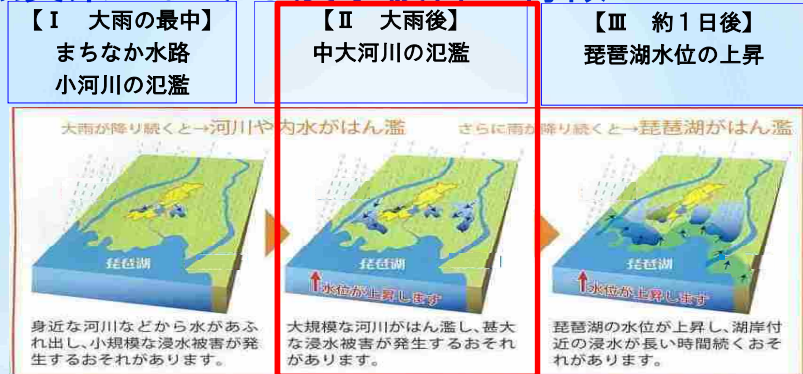 【Ⅰ 大雨の最中】
まちなか水路
小河川の氾濫
【Ⅱ 大雨後】
中大河川の氾濫
【Ⅲ 約1日後】
琵琶湖水位の上昇
大雨が降り続くと→河川や内水がはん濫
さらに雨が降り続くと→琵琶湖がはん濫
琵琶湖
琵琶湖
水位が上昇します
琵琶湖
水位が上昇します
身近な河川などから水があふ
れ出し、小規模な浸水被害が発
生するおそれがあります。
大規模な河川がはん濫し、甚大
な浸水被害が発生するおそれ
があります。
琵琶湖の水位が上昇し、湖岸付
近の浸水が長い時間続くおそ
れがあります。